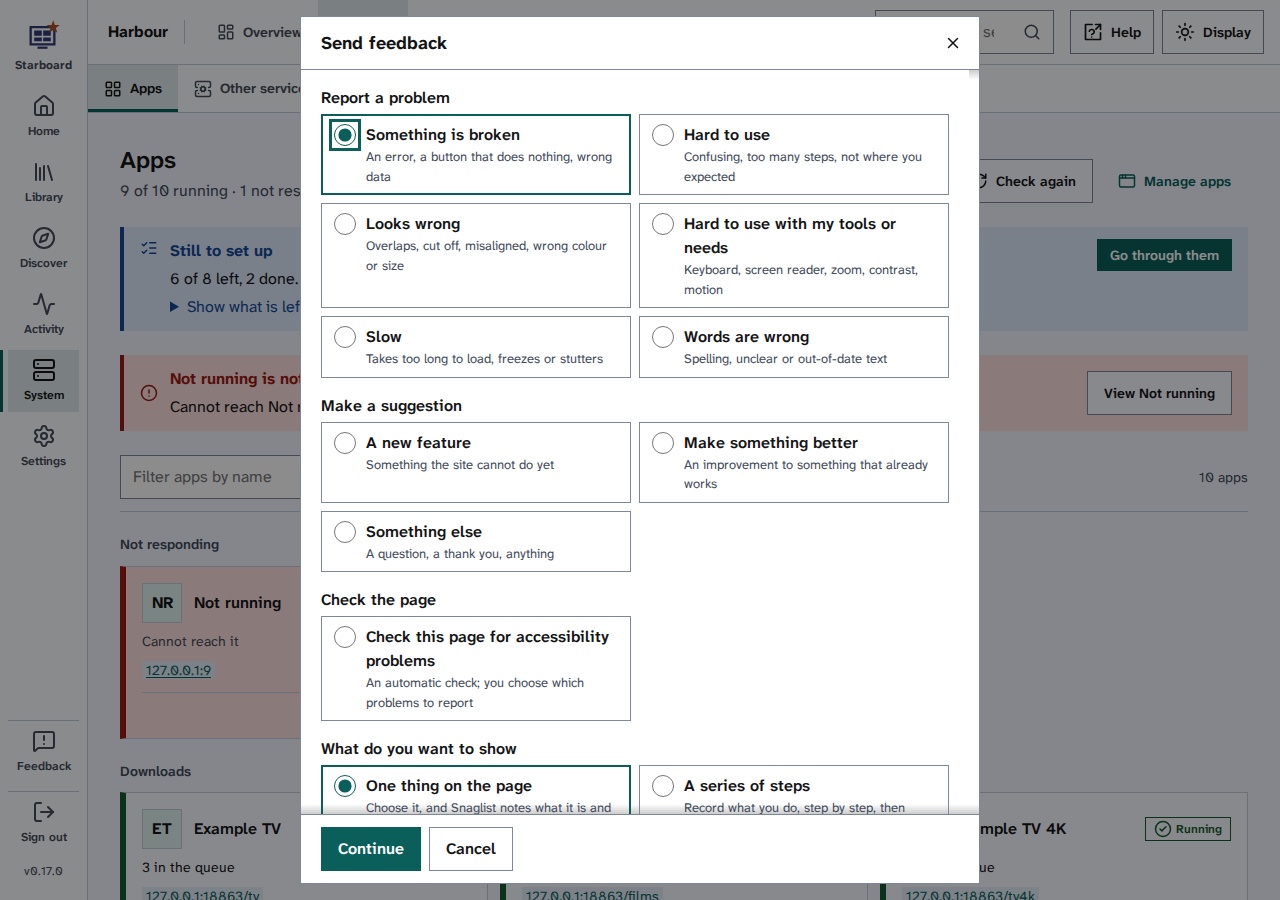 Starboard
Home
Library
Discover
Activity
System
Settings
Feedback
Sign out
v0.17.0
Harbour
Overview
Help
Display
Apps
Other service
Apps
9 of 10 running · 1 not res
Check again
Manage apps
Still to set up
6 of 8 left, 2 done.
Show what is lef
Go through them
Not running is not
Cannot reach Not r
View Not running
Filter apps by name
10 apps
Not responding
NR
Not running
Cannot reach it
127.0.0.1:9
Downloads
ET
Example TV
3 in the queue
127.0.0.1:18863/tv
127.0.0.1:18863/films
mple TV 4K
Running
ue
127.0.0.1:18863/tv4k
Send feedback
Report a problem
Something is broken
An error, a button that does nothing, wrong
data
Hard to use
Confusing, too many steps, not where you
expected
Looks wrong
Overlaps, cut off, misaligned, wrong colour
or size
Hard to use with my tools or
needs
Keyboard, screen reader, zoom, contrast,
motion
Slow
Takes too long to load, freezes or stutters
Words are wrong
Spelling, unclear or out-of-date text
Make a suggestion
A new feature
Something the site cannot do yet
Make something better
An improvement to something that already
works
Something else
A question, a thank you, anything
Check the page
Check this page for accessibility
problems
An automatic check; you choose which
problems to report
What do you want to show
One thing on the page
Choose it, and Snaglist notes what it is and
A series of steps
Record what you do, step by step, then
Continue
Cancel